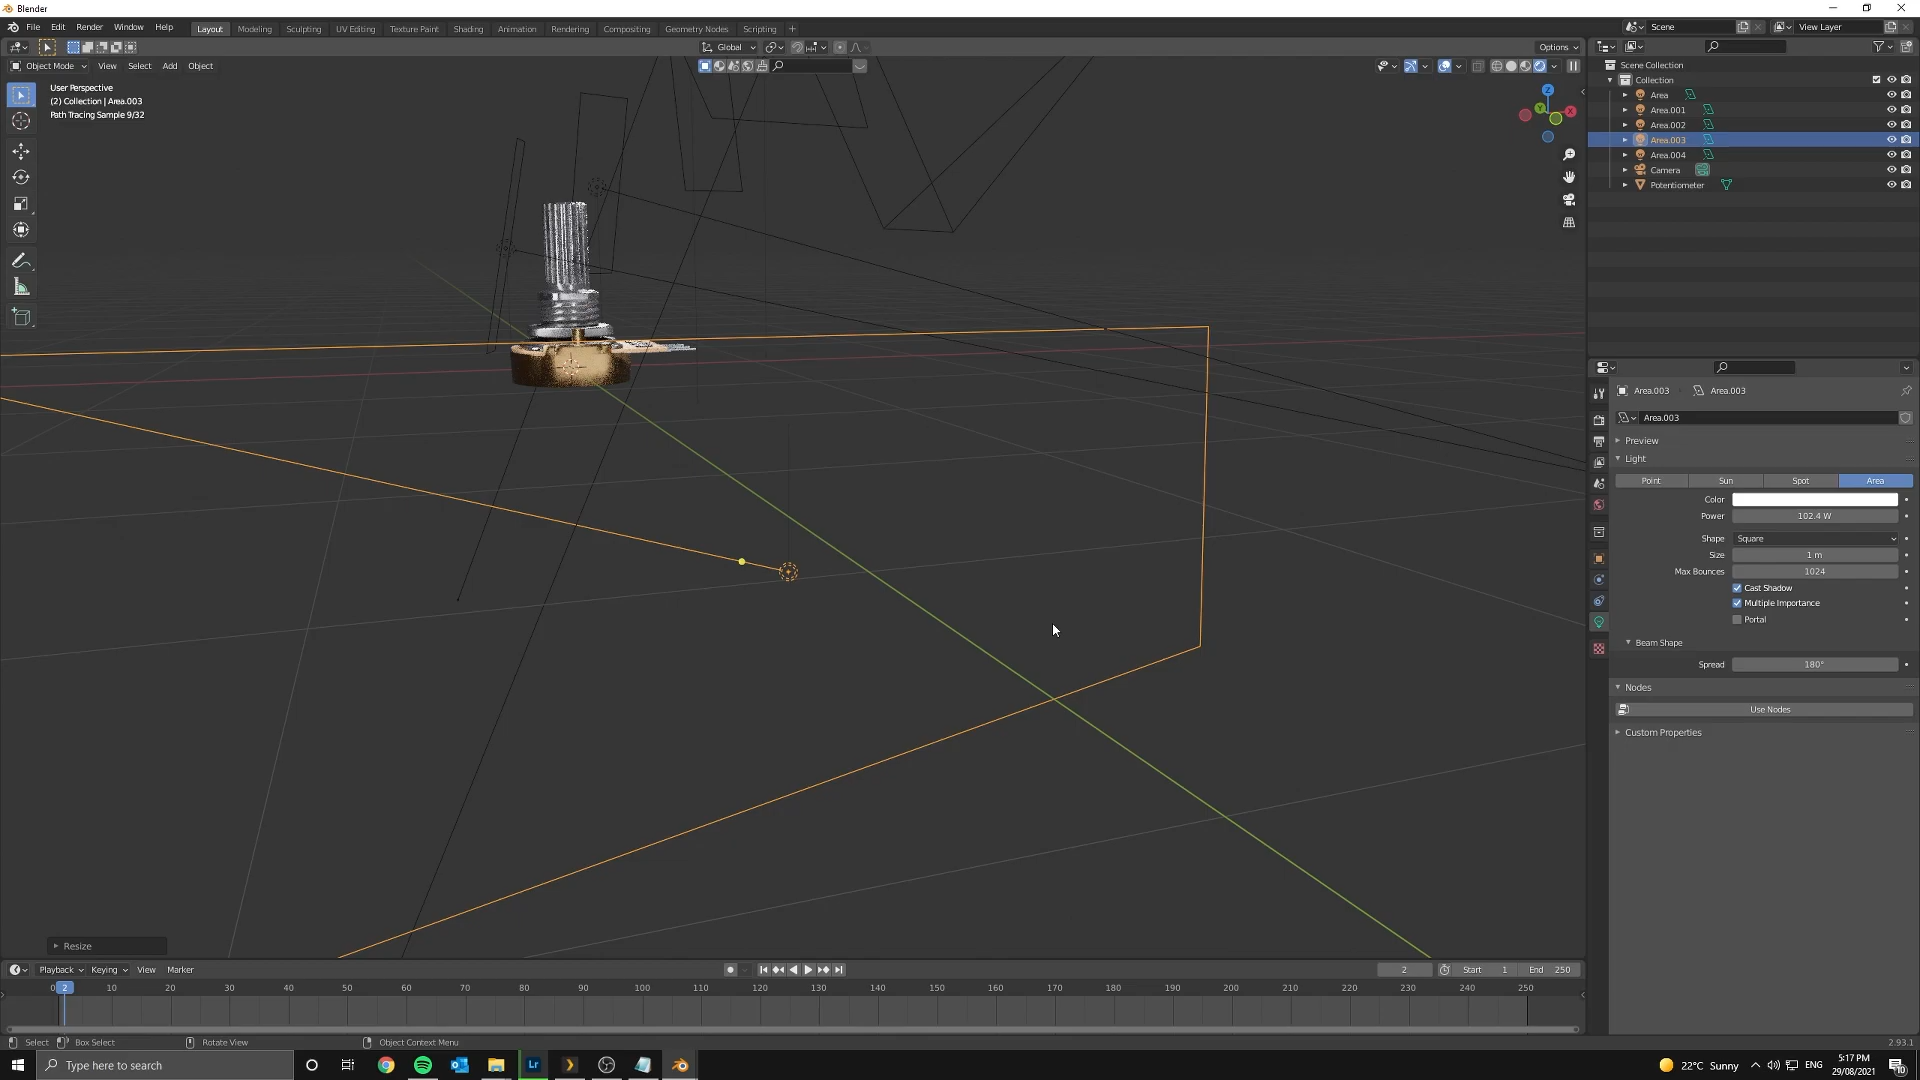 Blender
File Edit Render Window Help
Layout Modeling Sculpting UV Editing Texture Paint Shading Animation Rendering Compositing Geometry Nodes Scripting +
Scene View Layer
Global Options
Object Mode View Select Add Object
User Perspective
(2) Collection | Area.003
Path Tracing Sample 9/32
Z
Y
X
Scene Collection
Collection
Area
Area.001
Area.002
Area.003
Area.004
Camera
Potentiometer
Area.003 Area.003
Area.003
Preview
Light
Point Sun Spot Area
Color
Power 102.4 W
Shape Square
Size 1 m
Max Bounces 1024
Cast Shadow
Multiple Importance
Portal
Beam Shape
Spread 180°
Nodes
Use Nodes
Custom Properties
Resize
Playback Keying View Marker 2 Start 1 End 250
0 2 10 20 30 40 50 60 70 80 90 100 110 120 130 140 150 160 170 180 190 200 210 220 230 240 250
Select Box Select Rotate View Object Context Menu 2.93.1
Type here to search Lr 22°C Sunny ENG 5:17 PM
29/08/2021
10